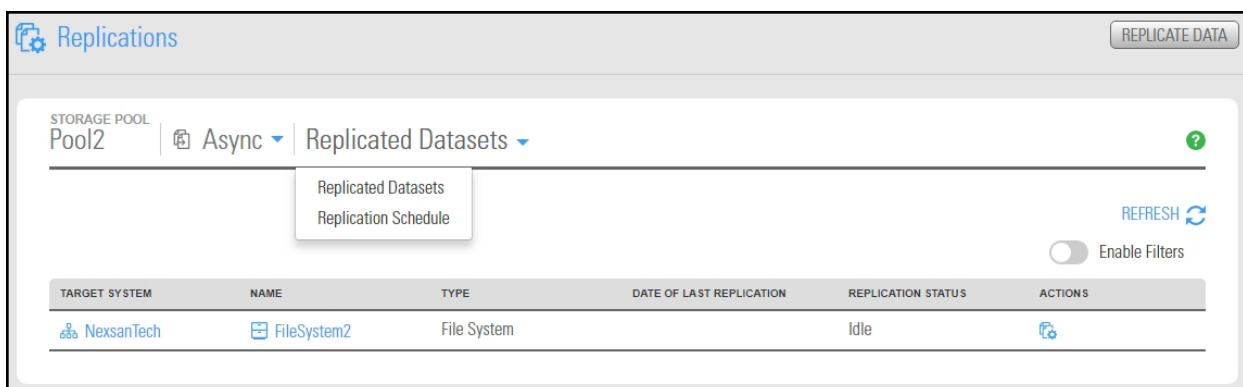 Replications
REPLICATE DATA
STORAGE POOL
Pool2
Async
Replicated Datasets
?
Replicated Datasets
Replication Schedule
REFRESH
Enable Filters
TARGET SYSTEM NAME TYPE DATE OF LAST REPLICATION REPLICATION STATUS ACTIONS
NexsanTech FileSystem2 File System Idle